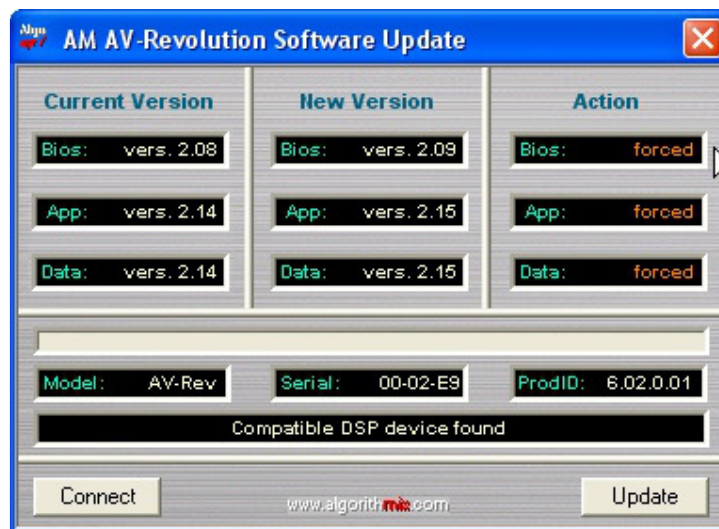 Algo
AM AV-Revolution Software Update
Current Version New Version Action
Bios: vers. 2.08 Bios: vers. 2.09 Bios: forced
App: vers. 2.14 App: vers. 2.15 App: forced
Data: vers. 2.14 Data: vers. 2.15 Data: forced
Model: AV-Rev Serial: 00-02-E9 ProdID: 6.02.0.01
Compatible DSP device found
Connect www.algorithmix.com Update